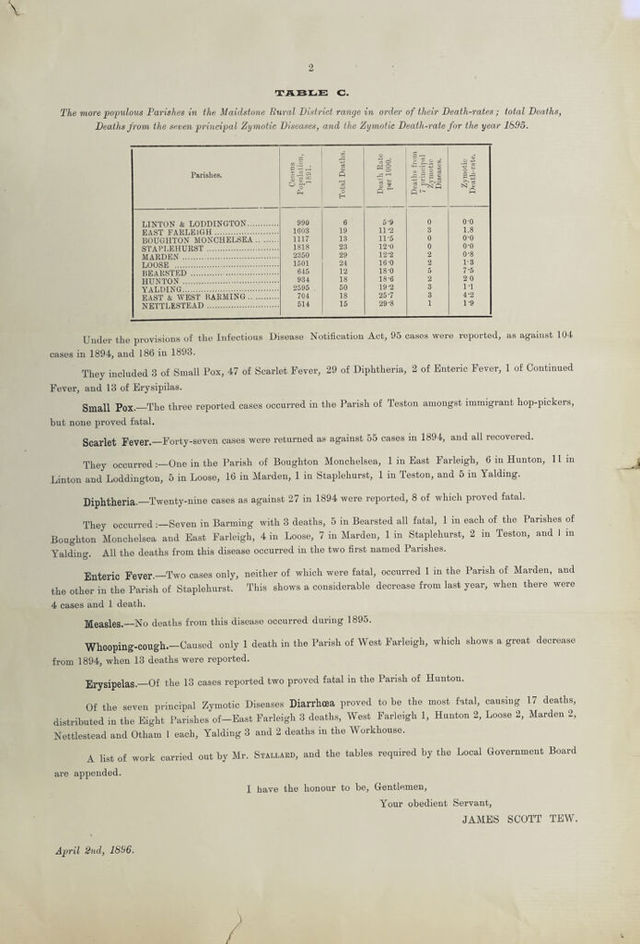 2
TABLE C.
The more populous Parishes in the Maidstone Rural District range in order of their Death-rates; total Deaths,
Deaths from the seven principal Zymotic Diseases, and the Zymotic Death-rate for the year 1895.
Parishes. Census Population, 1891. Total Deaths. Death Rate per 1000. Deaths from 7 principal Zymotic Diseases. Zymotic Death-rate.
LINTON & LODDINGTON............ 990 6 5·9 0 0·0
EAST FARLEIGH............ 1603 19 11·2 3 1.8
BOUGHTON MONCHELSEA......... 1117 13 11·5 0 0·0
STAPLEHURST............ 1818 23 12·0 0 0·0
MARDEN............ 2350 29 12·2 2 0·8
LOOSE............ 1501 24 16·0 2 1·3
BEARSTED............ 645 12 18·0 5 7·5
HUNTON............ 934 18 18·6 2 2 0
YALDING............ 2595 50 19·2 3 1·1
EAST & WEST BARMING............ 704 18 25·7 3 4·2
NETTLESTEAD............ 514 15 29·8 1 1·9
Under the provisions of the Infectious Disease Notification Act, 95 cases were reported, as against 104
cases in 1894, and 186 in 1893.
They included 3 of Small Pox, 47 of Scarlet Fever, 29 of Diphtheria, 2 of Enteric Fever, 1 of Continued
Fever, and 13 of Erysipilas.
Small Pox.—The three reported cases occurred in the Parish of Teston amongst immigrant hop-pickers,
but none proved fatal.
Scarlet Fever.—Forty-seven cases were returned as against 55 cases in 1894, and all recovered.
They occurred:—One in the Parish of Boughton Monchelsea, 1 in East Farleigh, 6 in Hunton, 11 in
Linton and Loddington, 5 in Loose, 16 in Marden, 1 in Staplehurst, 1 in Teston, and 5 in Yalding.
Diphtheria.—Twenty-nine cases as against 27 in 1894 were reported, 8 of which proved fatal.
They occurred:—Seven in Barming with 3 deaths, 5 in Bearsted all fatal, 1 in each of the Parishes of
Boughton Monchelsea and East Farleigh, 4 in Loose, 7 in Marden, 1 in Staplehurst, 2 in Teston, and 1 in
Yalding. All the deaths from this disease occurred in the two first named Parishes.
Enteric Fever.—Two cases only, neither of which were fatal, occurred 1 in the Parish of Marden, and
the other in the Parish of Staplehurst. This shows a considerable decrease from last year, when there were
4 cases and 1 death.
Measles.—No deaths from this disease occurred during 1895.
Whooping-cough.—Caused only 1 death in the Parish of West Farleigh, which shows a great decrease
from 1894, when 13 deaths were reported.
Erysipelas.—Of the 13 cases reported two proved fatal in the Parish of Hunton.
Of the seven principal Zymotic Diseases Diarrhœa proved to be the most fatal, causing 17 deaths,
distributed in the Eight Parishes of—East Farleigh 3 deaths, West Farleigh 1, Hunton 2, Loose 2, Marden 2,
Nettlestead and Otham 1 each, Yalding 3 and 2 deaths in the Workhouse.
A list of work carried out by Mr. STALLARD, and the tables required by the Local Government Board
are appended.
I have the honour to be, Gentlemen,
Your obedient Servant,
JAMES SCOTT TEW.
April 2nd, 1896.